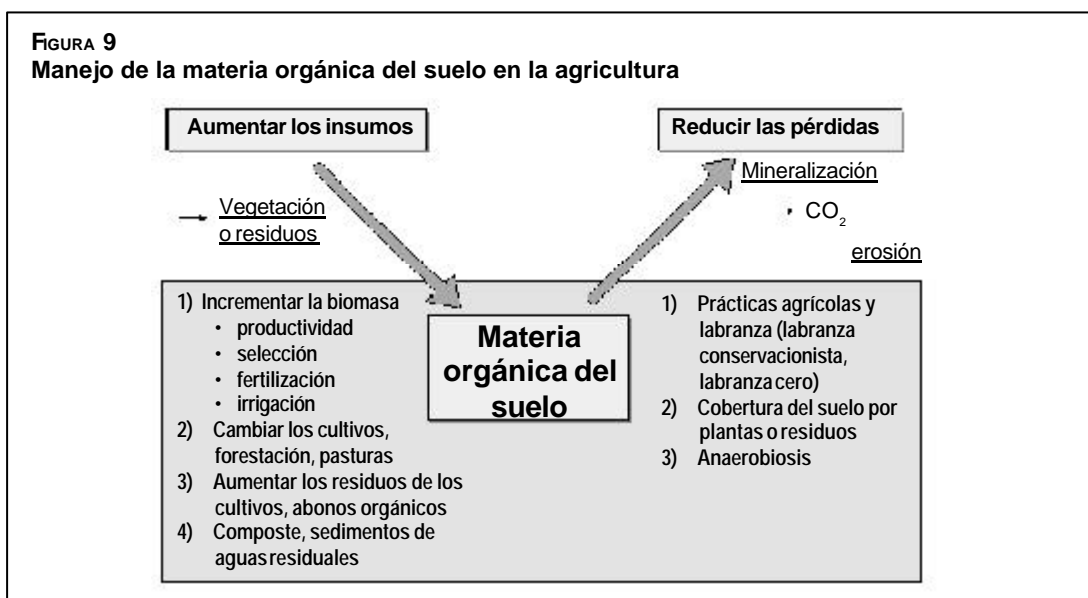 FIGURA 9
Manejo de la materia orgánica del suelo en la agricultura
Aumentar los insumos
Reducir las pérdidas
→ Vegetación
o residuos
Mineralización
• CO2
erosión
1) Incrementar la biomasa
• productividad
• selección
• fertilización
• irrigación
2) Cambiar los cultivos,
forestación, pasturas
3) Aumentar los residuos de los
cultivos, abonos orgánicos
4) Composte, sedimentos de
aguas residuales
Materia
orgánica del
suelo
1) Prácticas agrícolas y
labranza (labranza
conservacionista,
labranza cero)
2) Cobertura del suelo por
plantas o residuos
3) Anaerobiosis